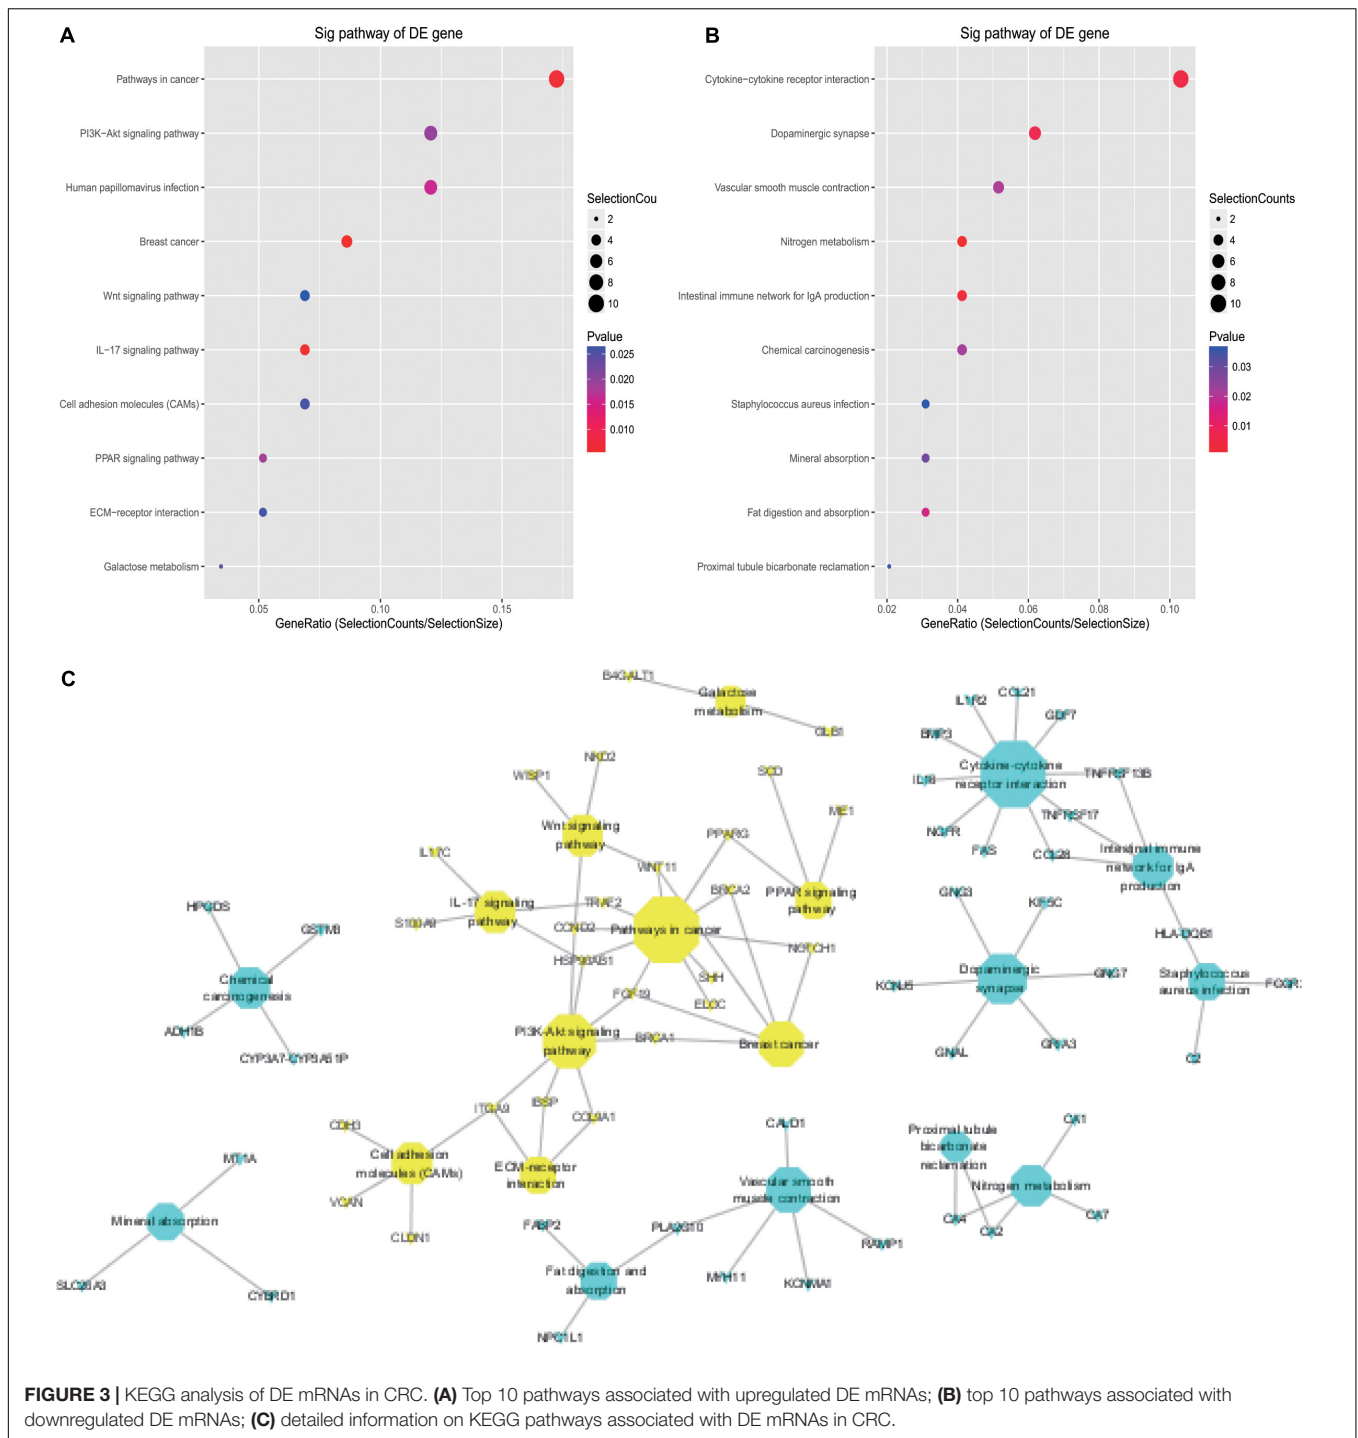 A
Sig pathway of DE gene
Pathways in cancer
PI3K−Akt signaling pathway
Human papillomavirus infection
Breast cancer
Wnt signaling pathway
IL−17 signaling pathway
Cell adhesion molecules (CAMs)
PPAR signaling pathway
ECM−receptor interaction
Galactose metabolism
0.05 0.10 0.15
GeneRatio (SelectionCounts/SelectionSize)
SelectionCou
2
4
6
8
10
Pvalue
0.025
0.020
0.015
0.010
B
Sig pathway of DE gene
Cytokine−cytokine receptor interaction
Dopaminergic synapse
Vascular smooth muscle contraction
Nitrogen metabolism
Intestinal immune network for IgA production
Chemical carcinogenesis
Staphylococcus aureus infection
Mineral absorption
Fat digestion and absorption
Proximal tubule bicarbonate reclamation
0.02 0.04 0.06 0.08 0.10
GeneRatio (SelectionCounts/SelectionSize)
SelectionCounts
2
4
6
8
10
Pvalue
0.03
0.02
0.01
C
B4GALT1
Galactose
metabolism
GLB1
NKD2
WISP1
SCD
ME1
Wnt signaling
pathway
PPARG
IL17C
WNT11
BRCA2
PPAR signaling
pathway
IL-17 signaling
pathway
TRAF2
S100A9
CCND2
Pathways in cancer
NOTCH1
HSP90AB1
SHH
FGF19
ELOC
PI3K-Akt signaling
pathway
BRCA1
Breast cancer
ITGA9
IBSP
COL9A1
CDH3
Cell adhesion
molecules (CAMs)
ECM-receptor
interaction
VCAN
CLDN1
IL1R2
CCL21
GDF7
BMP3
Cytokine-cytokine
receptor interaction
TNFRSF13B
TNFRSF17
NGFR
FAS
CCL28
Intestinal immune
network for IgA
production
GNG3
KIF5C
HLA-DQB1
Dopaminergic
synapse
GNG7
Staphylococcus
aureus infection
KCNJ5
GNAL
GRIA3
C2
HPGDS
GSTM3
Chemical
carcinogenesis
ADH1B
CYP3A7-CYP3A51P
MT1A
Mineral absorption
SLC26A3
CYBRD1
CALD1
Vascular smooth
muscle contraction
FABP2
PLA2G10
RAMP1
Fat digestion and
absorption
MYH11
KCNMA1
NPC1L1
Proximal tubule
bicarbonate
reclamation
CA1
Nitrogen metabolism
CA4
CA2
CA7
FIGURE 3 | KEGG analysis of DE mRNAs in CRC. (A) Top 10 pathways associated with upregulated DE mRNAs; (B) top 10 pathways associated with
downregulated DE mRNAs; (C) detailed information on KEGG pathways associated with DE mRNAs in CRC.